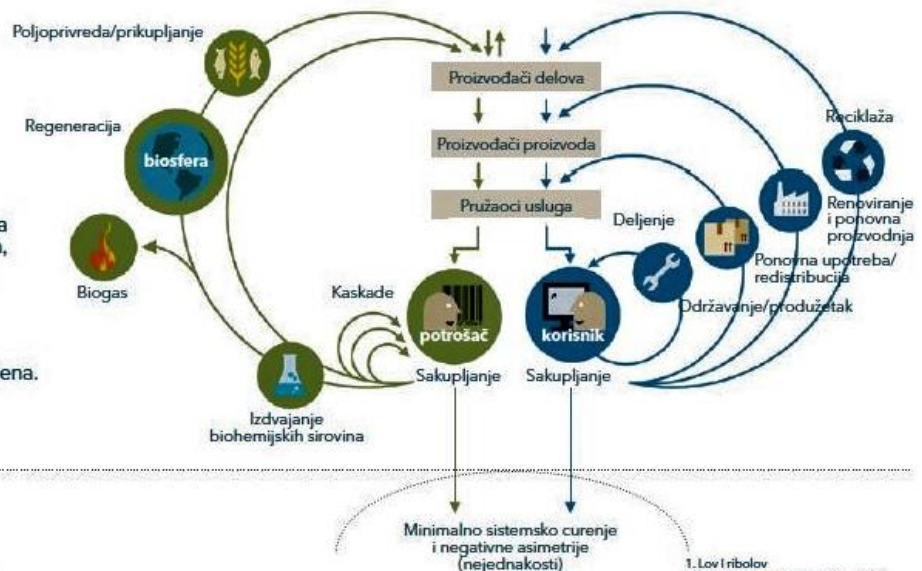 Poljoprivreda/prikupljanje
Regeneracija
biosfera
Biogas
Izdvajanje
biohemijskih sirovina
Kaskade
Proizvođači delova
Proizvođači proizvoda
Pružaoci usluga
potrošač
Sakupljanje
korisnik
Sakupljanje
Deljenje
Održavanje/produžetak
Ponovna upotreba/
redistribucija
Renoviranje
i ponovna
proizvodnja
Reciklaža
Minimalno sistemsko curenje
i negativne asimetrije
(nejednakosti)
1. Lov I ribolov